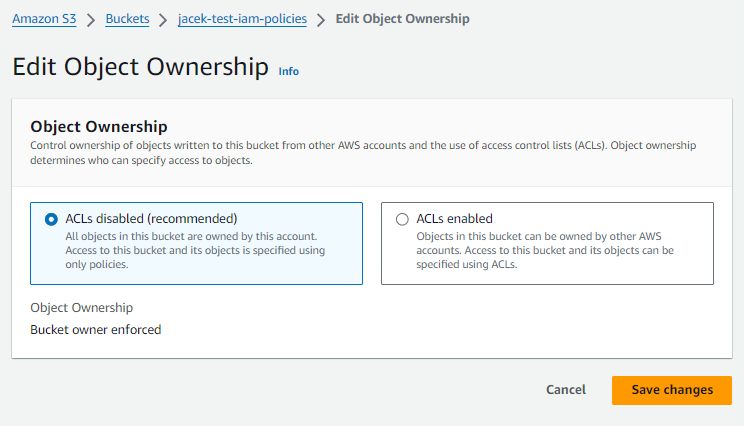 Amazon S3 > Buckets > jacek-test-iam-policies > Edit Object Ownership
Edit Object Ownership Info
Object Ownership
Control ownership of objects written to this bucket from other AWS accounts and the use of access control lists (ACLs). Object ownership
determines who can specify access to objects.
ACLs disabled (recommended)
All objects in this bucket are owned by this account.
Access to this bucket and its objects is specified using
only policies.
ACLs enabled
Objects in this bucket can be owned by other AWS
accounts. Access to this bucket and its objects can be
specified using ACLs.
Object Ownership
Bucket owner enforced
Cancel
Save changes